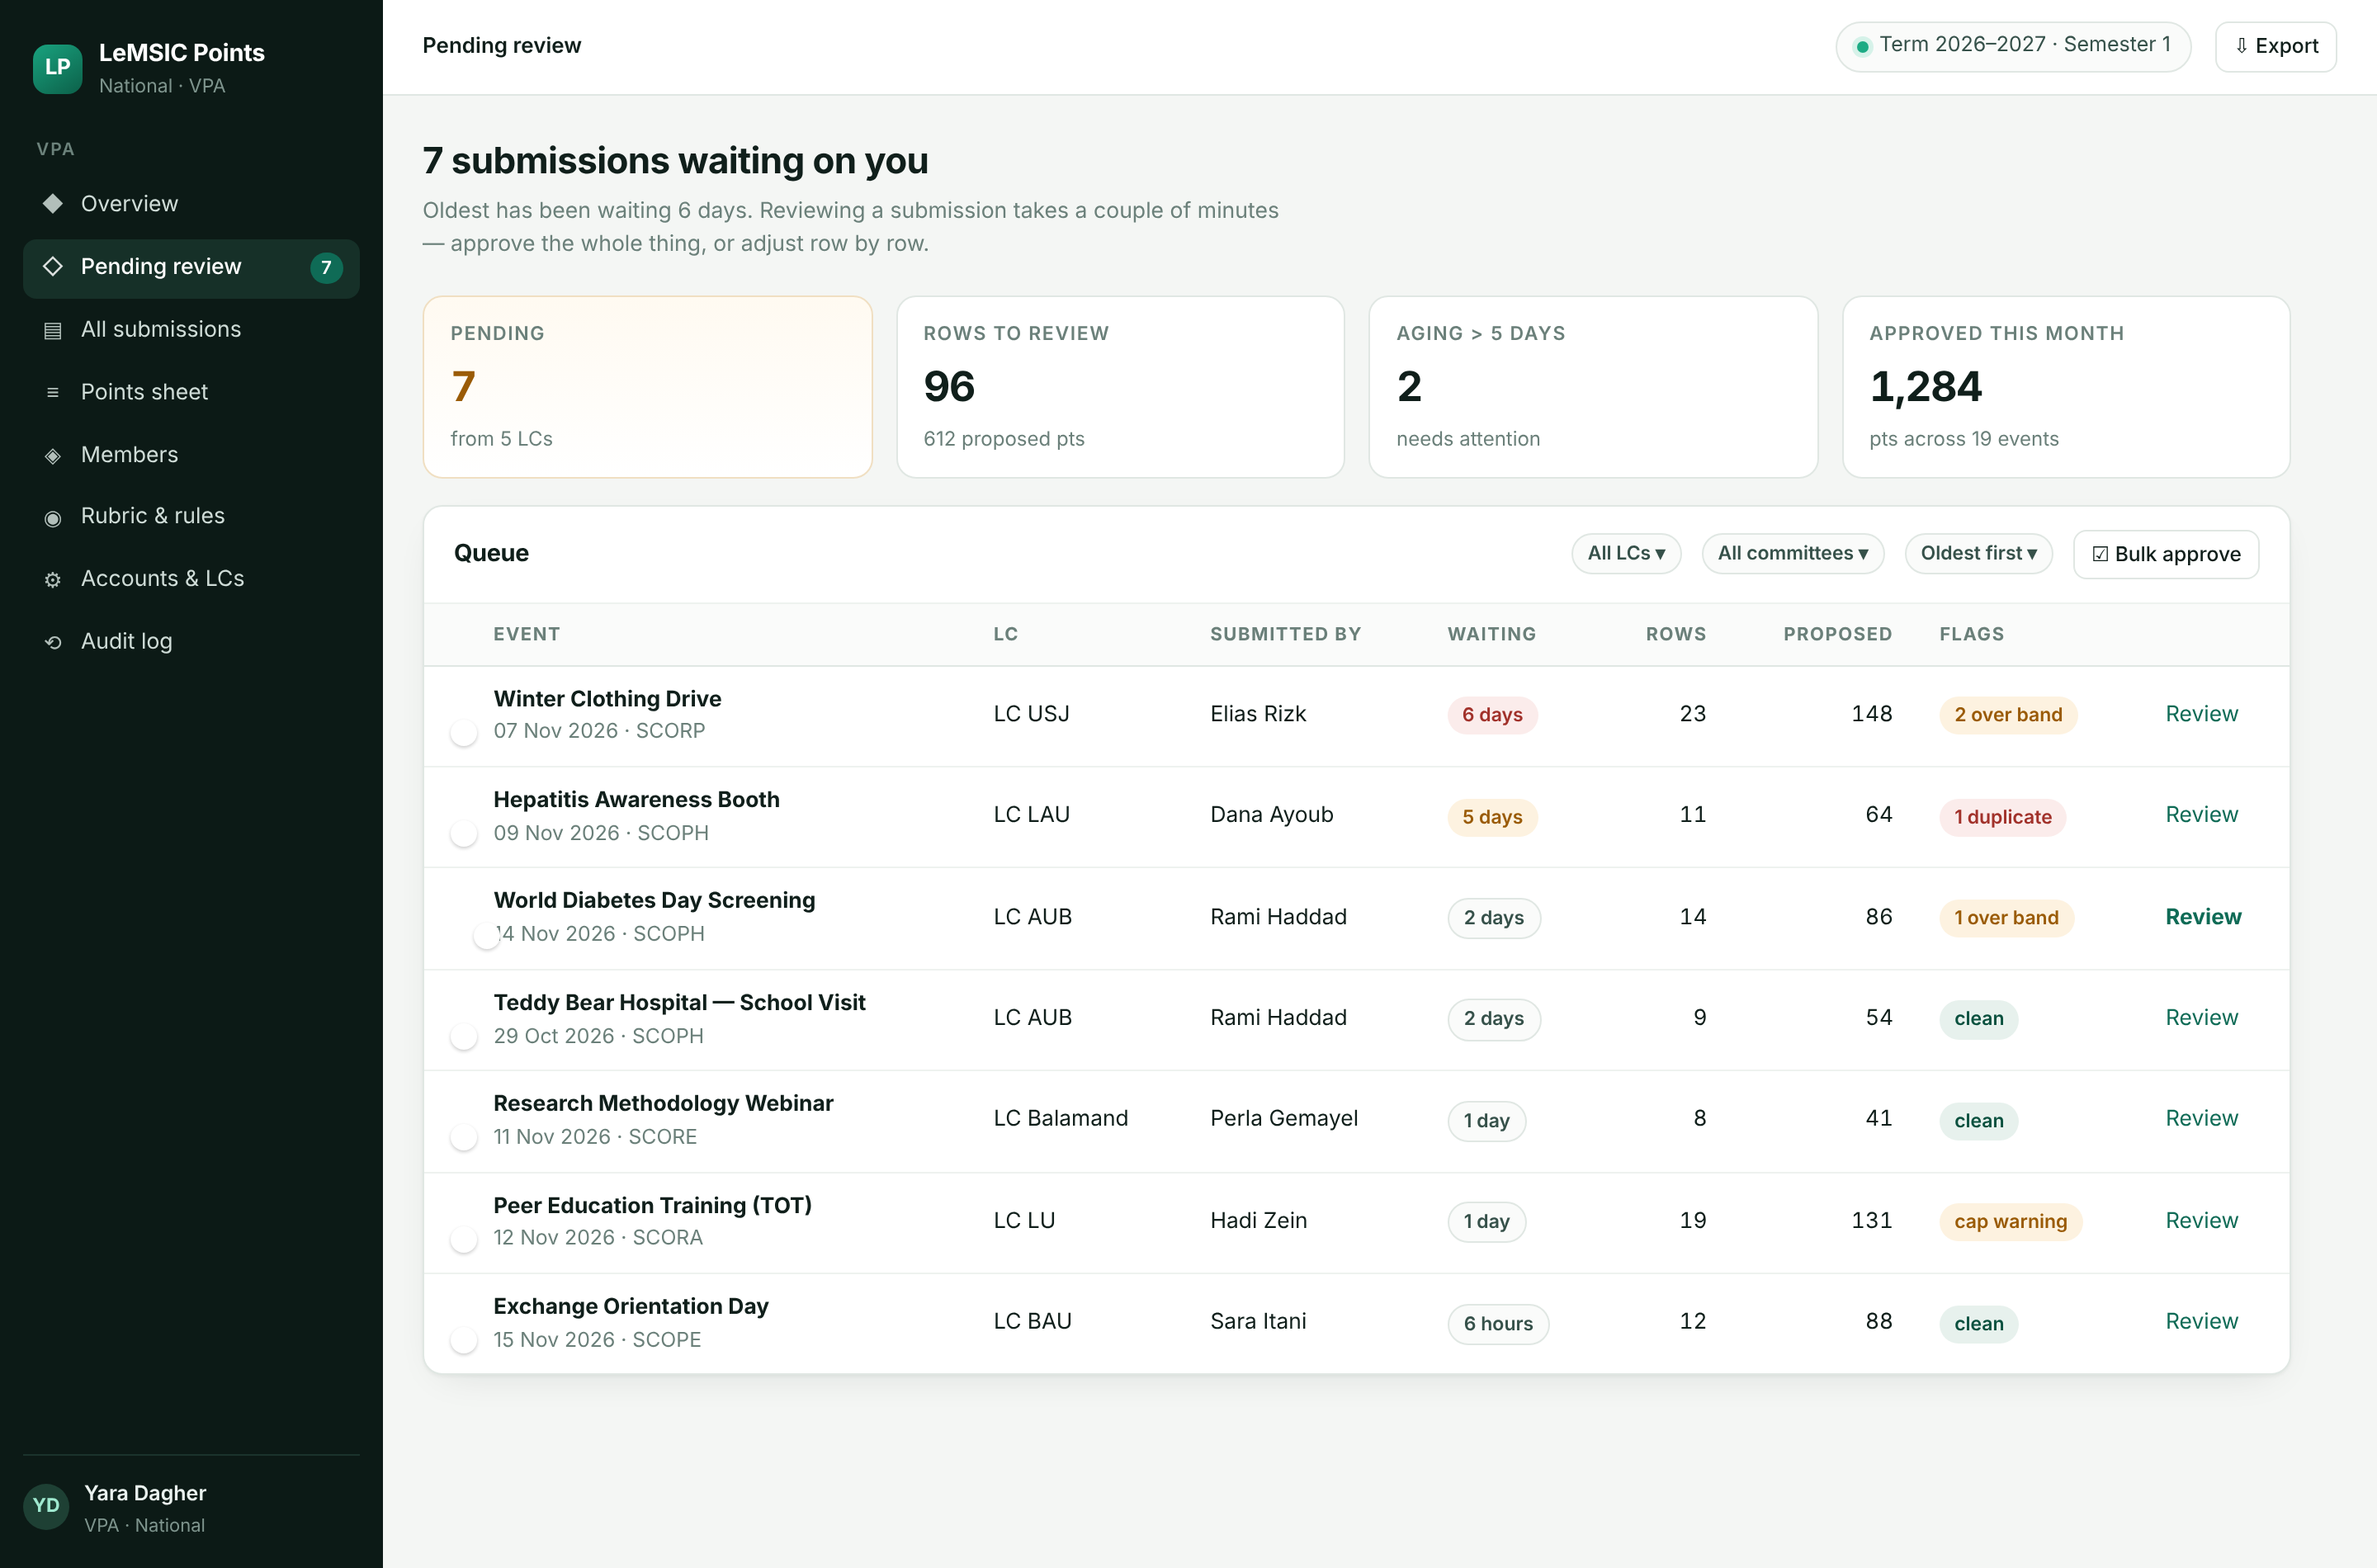 LP
LeMSIC Points
National · VPA
VPA
Overview
Pending review 7
All submissions
Points sheet
Members
Rubric & rules
Accounts & LCs
Audit log
YD
Yara Dagher
VPA · National
Pending review
Term 2026–2027 · Semester 1
⇩ Export
7 submissions waiting on you
Oldest has been waiting 6 days. Reviewing a submission takes a couple of minutes
— approve the whole thing, or adjust row by row.
PENDING
7
from 5 LCs
ROWS TO REVIEW
96
612 proposed pts
AGING > 5 DAYS
2
needs attention
APPROVED THIS MONTH
1,284
pts across 19 events
Queue
All LCs ▾
All committees ▾
Oldest first ▾
☑ Bulk approve
EVENT LC SUBMITTED BY WAITING ROWS PROPOSED FLAGS
Winter Clothing Drive
07 Nov 2026 · SCORP
LC USJ Elias Rizk 6 days 23 148 2 over band Review
Hepatitis Awareness Booth
09 Nov 2026 · SCOPH
LC LAU Dana Ayoub 5 days 11 64 1 duplicate Review
World Diabetes Day Screening
14 Nov 2026 · SCOPH
LC AUB Rami Haddad 2 days 14 86 1 over band Review
Teddy Bear Hospital — School Visit
29 Oct 2026 · SCOPH
LC AUB Rami Haddad 2 days 9 54 clean Review
Research Methodology Webinar
11 Nov 2026 · SCORE
LC Balamand Perla Gemayel 1 day 8 41 clean Review
Peer Education Training (TOT)
12 Nov 2026 · SCORA
LC LU Hadi Zein 1 day 19 131 cap warning Review
Exchange Orientation Day
15 Nov 2026 · SCOPE
LC BAU Sara Itani 6 hours 12 88 clean Review